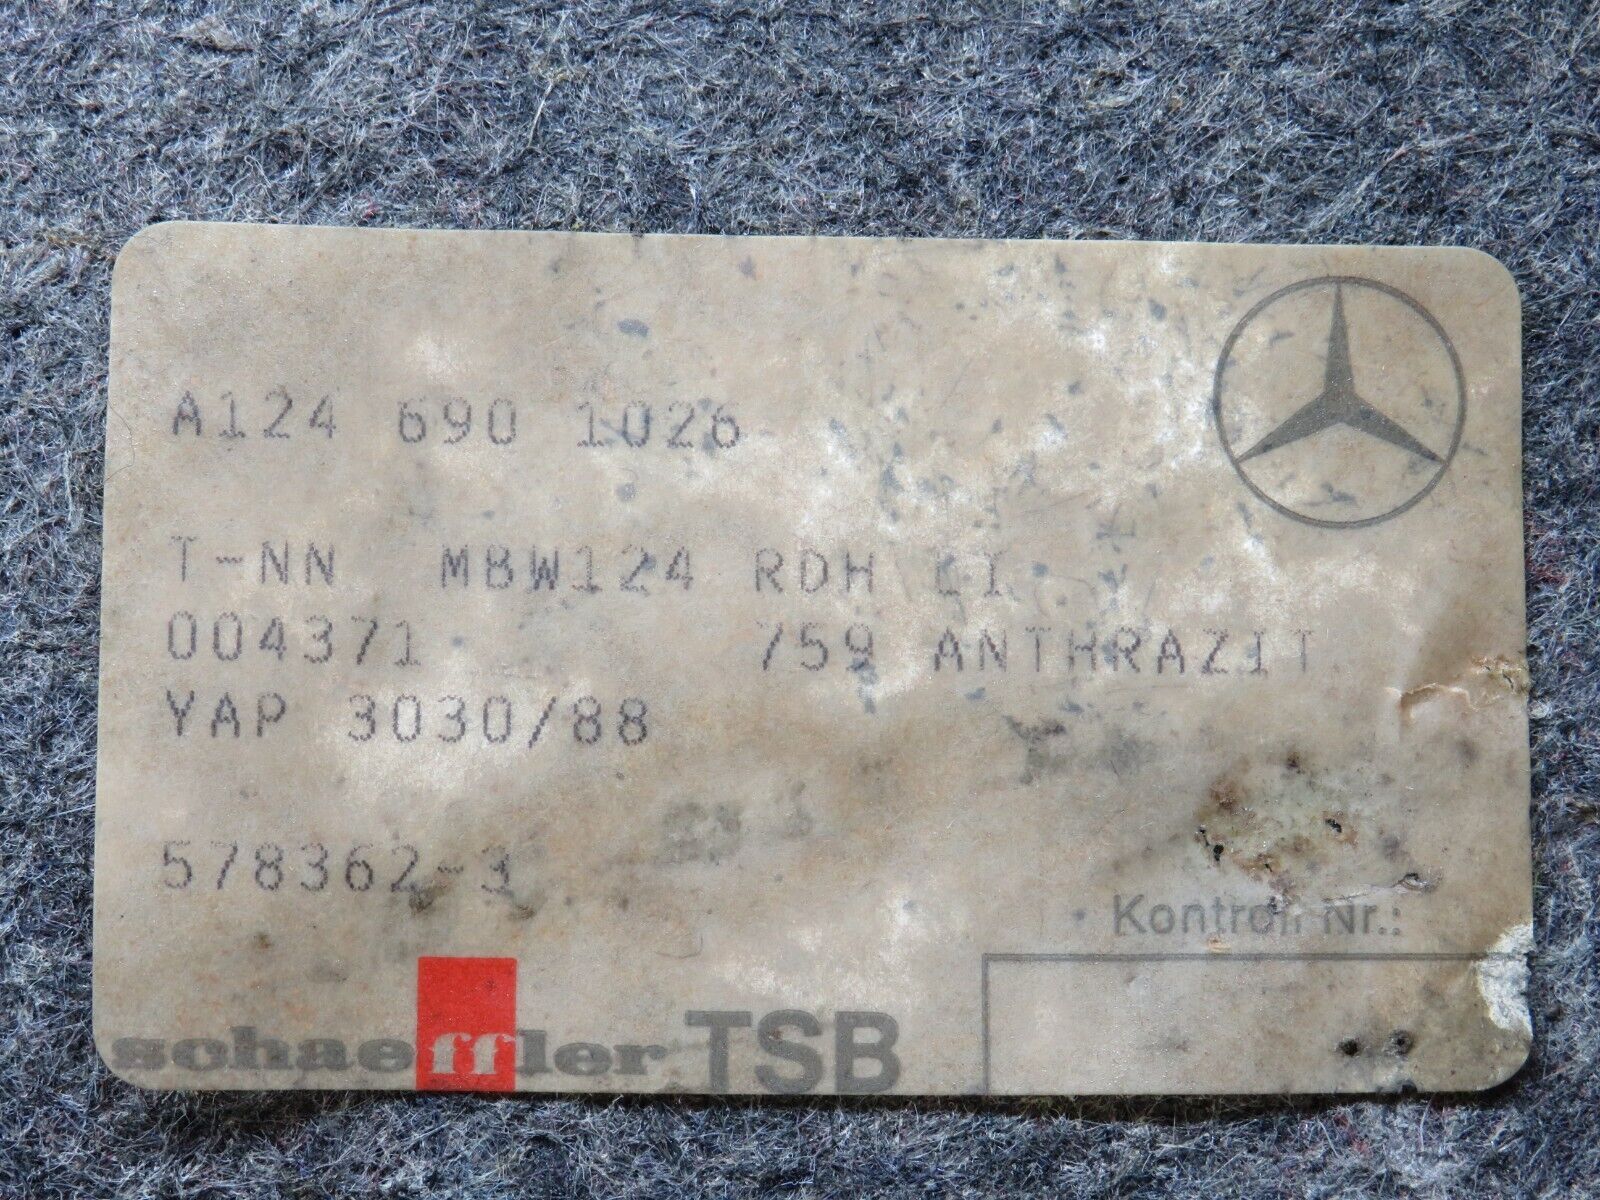 A124 690 1026
T-NN MBW124 RDH LI
004371 759 ANTHRAZIT
YAP 3030/88
578362-3
Kontroll Nr.:
schaeffler TSB